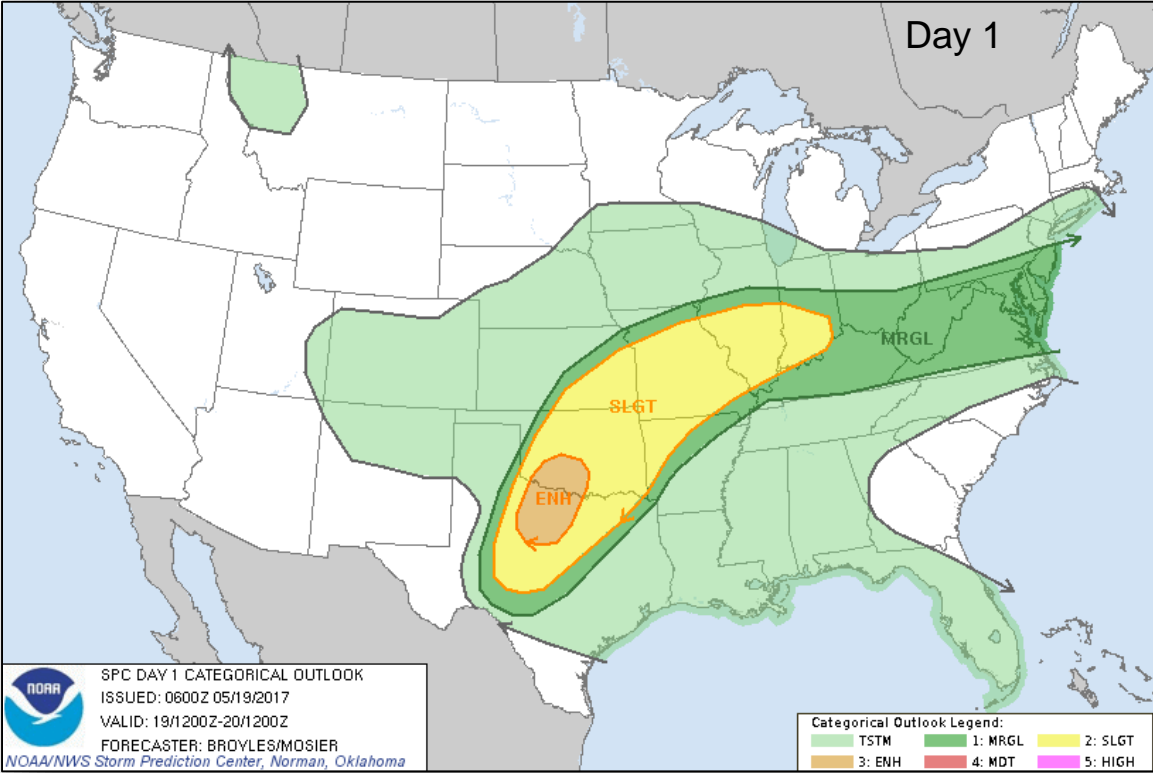 Day 1
MRGL
SLGT
ENH
NOAA
SPC DAY 1 CATEGORICAL OUTLOOK
ISSUED: 0600Z 05/19/2017
VALID: 19/1200Z-20/1200Z
FORECASTER: BROYLES/MOSIER
NOAA/NWS Storm Prediction Center, Norman, Oklahoma
Categorical Outlook Legend:
TSTM 1: MRGL 2: SLGT
3: ENH 4: MDT 5: HIGH